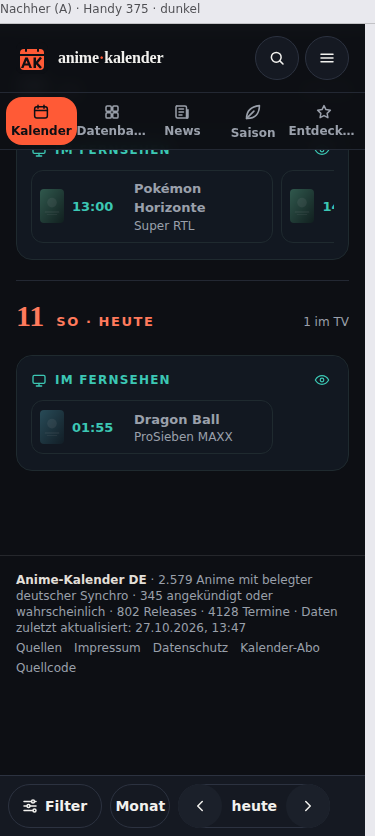 Nachher (A) · Handy 375 · dunkel
AK
anime·kalender
Kalender
Datenba…
News
Saison
Entdeck…
IM FERNSEHEN
13:00
Pokémon
Horizonte
Super RTL
11 SO · HEUTE
1 im TV
IM FERNSEHEN
01:55
Dragon Ball
ProSieben MAXX
Anime-Kalender DE · 2.579 Anime mit belegter
deutscher Synchro · 345 angekündigt oder
wahrscheinlich · 802 Releases · 4128 Termine · Daten
zuletzt aktualisiert: 27.10.2026, 13:47
Quellen Impressum Datenschutz Kalender-Abo
Quellcode
Filter
Monat
heute